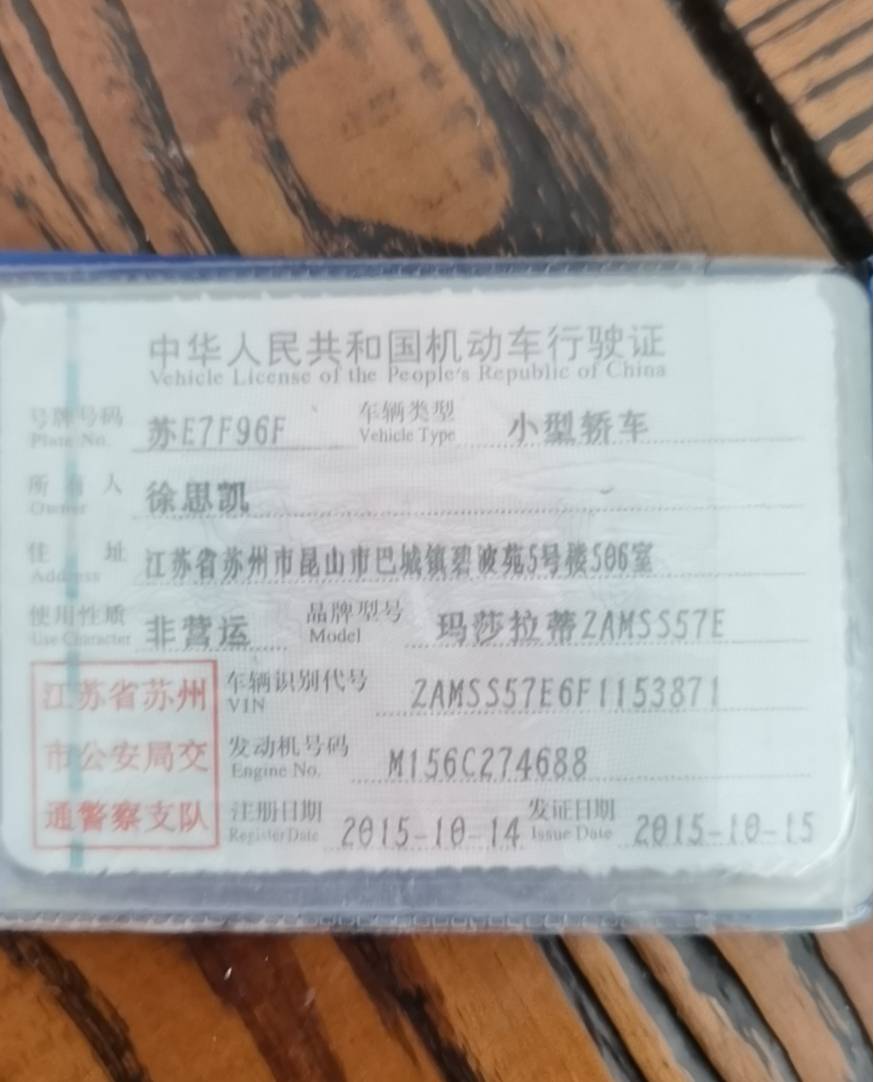 中华人民共和国机动车行驶证
Vehicle License of the People's Republic of China
号牌号码 苏E7F96F 车辆类型 小型轿车
Plate No. Vehicle Type
所有人 徐思凯
Owner
住址 江苏省苏州市昆山市巴城镇碧波苑5号楼506室
Address
使用性质 非营运 品牌型号 玛莎拉蒂ZAMSS57E
Use Character Model
江苏省苏州 车辆识别代号 ZAMSS57E6F1153871
VIN
市公安局交 发动机号码 M156C274688
Engine No.
通警察支队 注册日期 2015-10-14 发证日期 2015-10-15
Register Date Issue Date